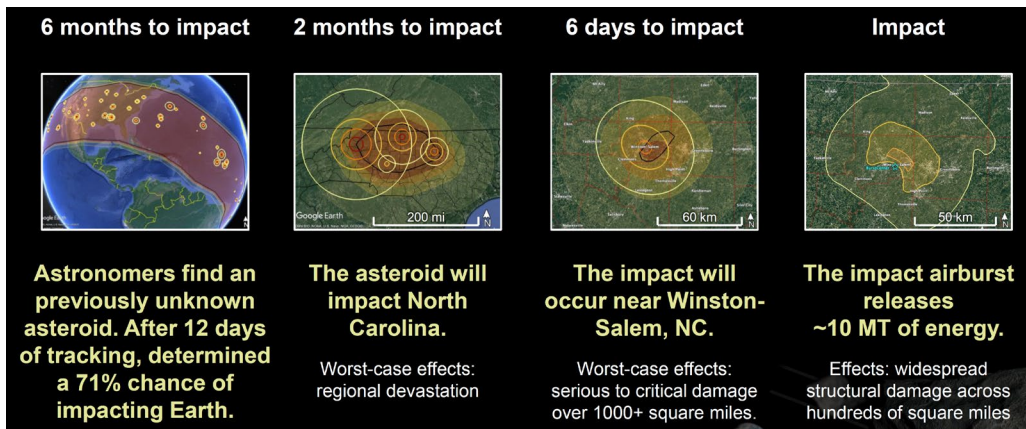 6 months to impact
2 months to impact
6 days to impact
Impact
Google Earth
200 mi
N
60 km
N
50 km
N
Astronomers find an
previously unknown
asteroid. After 12 days
of tracking, determined
a 71% chance of
impacting Earth.
The asteroid will
impact North
Carolina.
Worst-case effects:
regional devastation
The impact will
occur near Winston-
Salem, NC.
Worst-case effects:
serious to critical damage
over 1000+ square miles.
The impact airburst
releases
~10 MT of energy.
Effects: widespread
structural damage across
hundreds of square miles